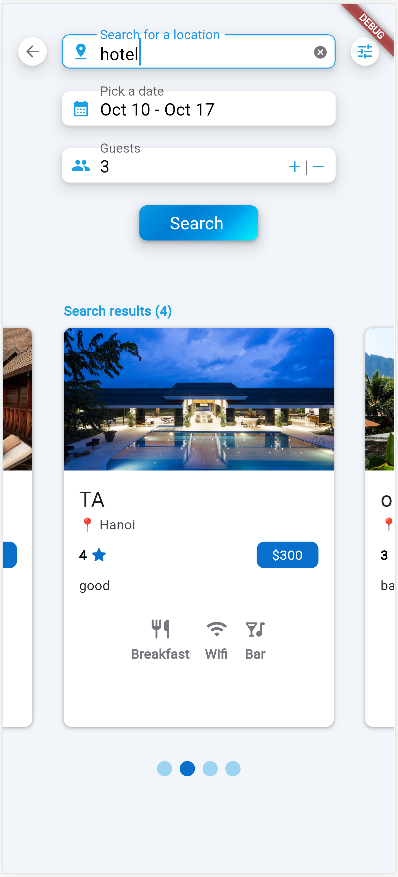 DEBUG
Search for a location
hotel
Pick a date
Oct 10 - Oct 17
Guests
3
+ | −
Search
Search results (4)
TA
Hanoi
4
$300
good
Breakfast Wifi Bar
o
3
ba